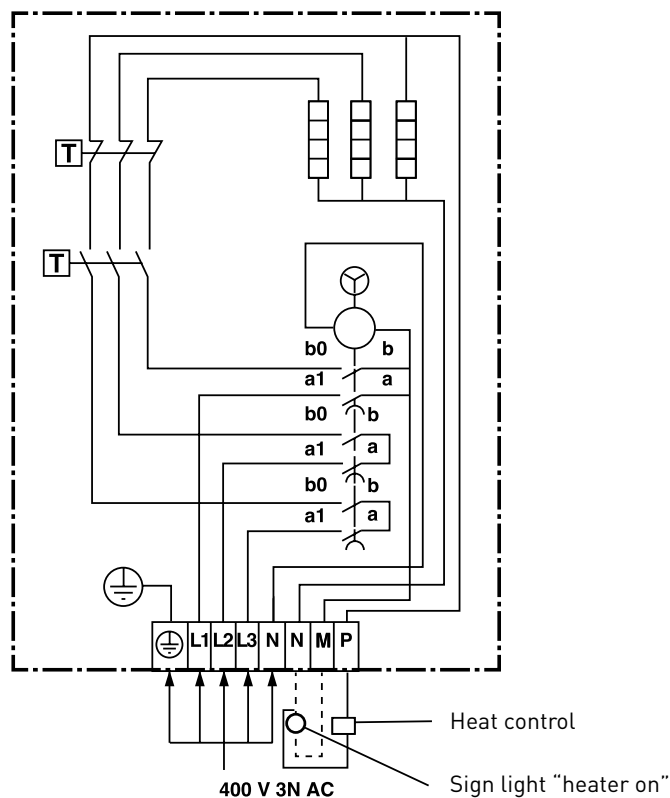 T
T
b0 b
a1 a
b0 b
a1 a
b0 b
a1 a
L1 L2 L3 N N M P
Heat control
400 V 3N AC
Sign light “heater on”